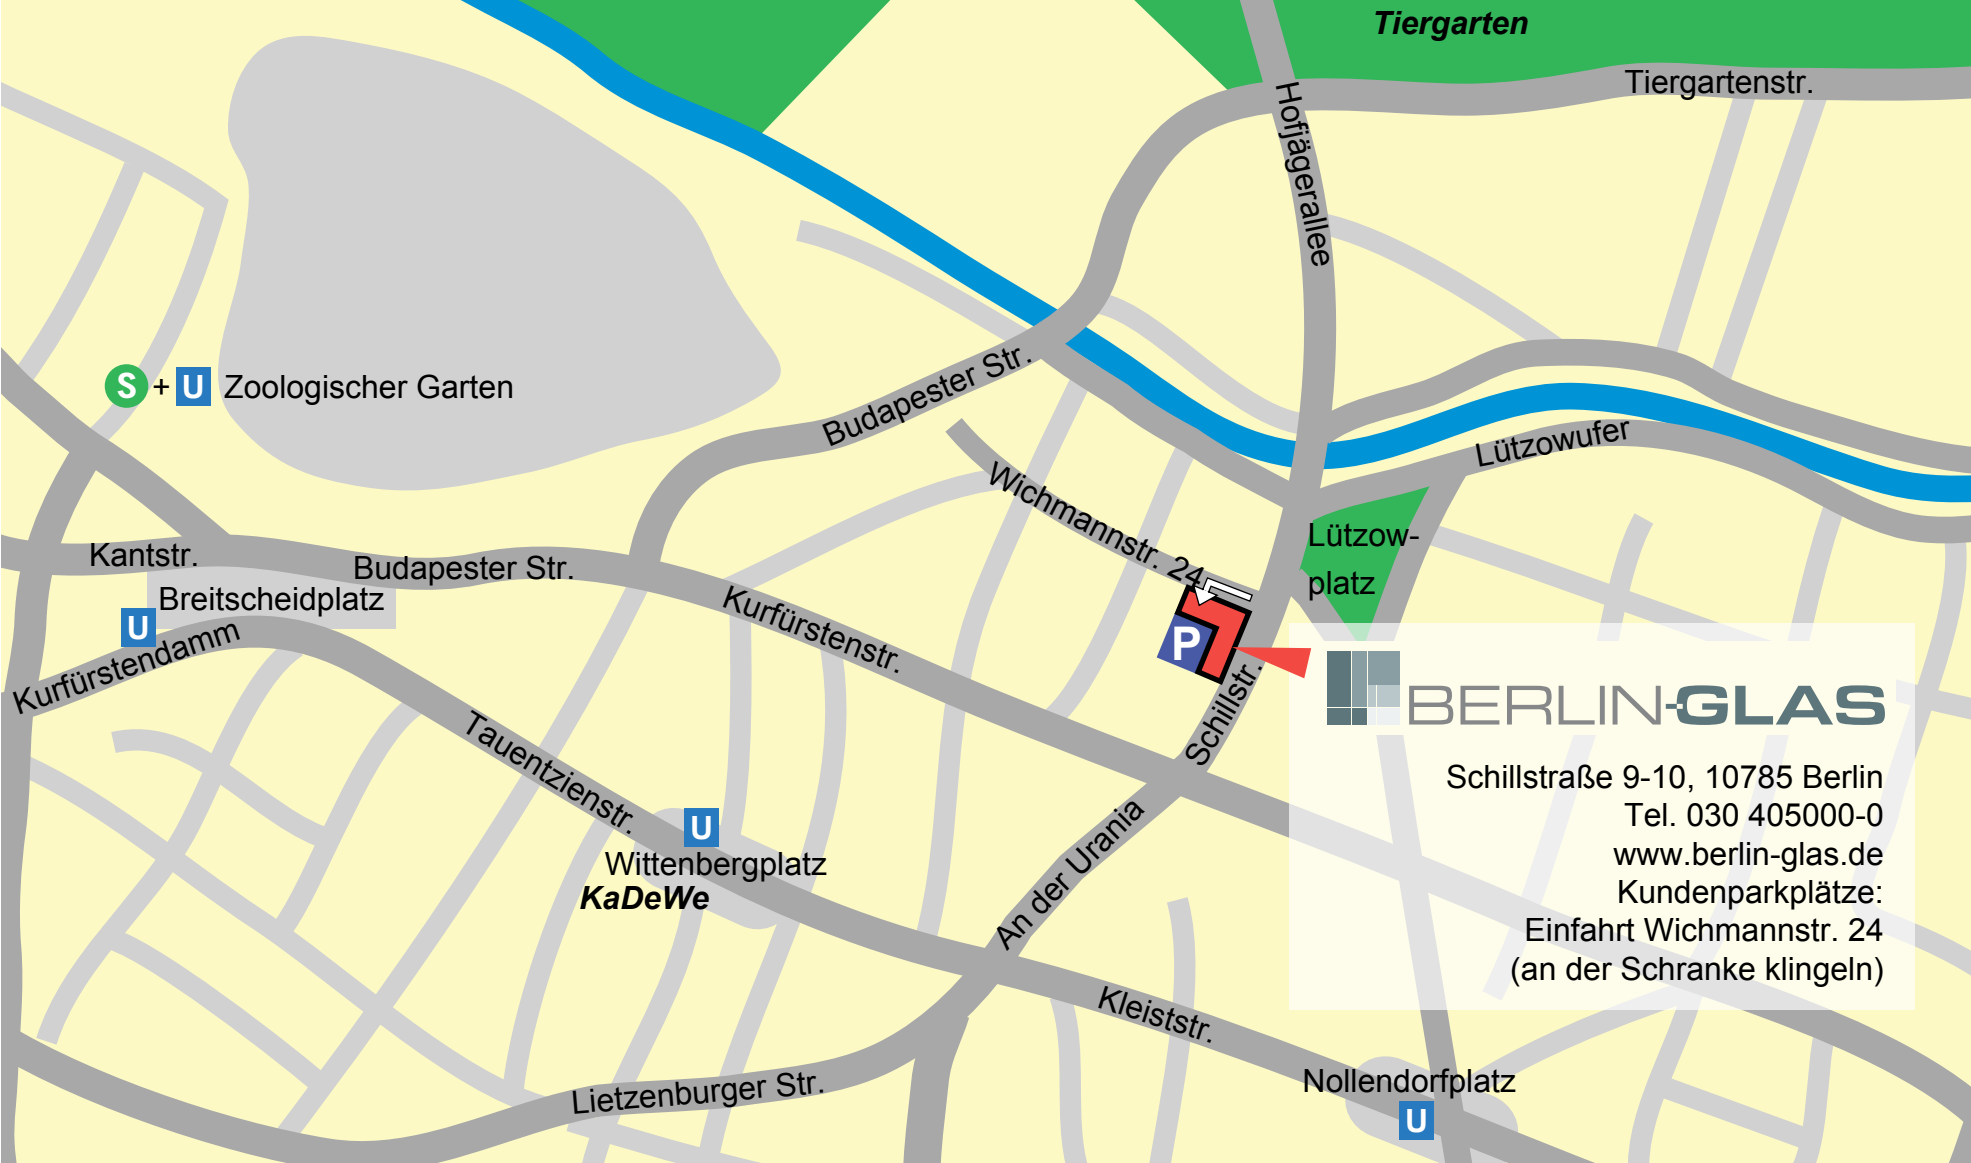 Tiergarten
Tiergartenstr.
Hofjägerallee
Budapester Str.
S + U Zoologischer Garten
Lützowufer
Wichmannstr. 24
Lützow-
platz
Kantstr.
Budapester Str.
Breitscheidplatz
U
Kurfürstendamm
Kurfürstenstr.
P
Schillstr.
BERLIN-GLAS
Schillstraße 9-10, 10785 Berlin
Tel. 030 405000-0
www.berlin-glas.de
Kundenparkplätze:
Einfahrt Wichmannstr. 24
(an der Schranke klingeln)
Tauentzienstr.
U
Wittenbergplatz
KaDeWe
An der Urania
Kleiststr.
Lietzenburger Str.
Nollendorfplatz
U